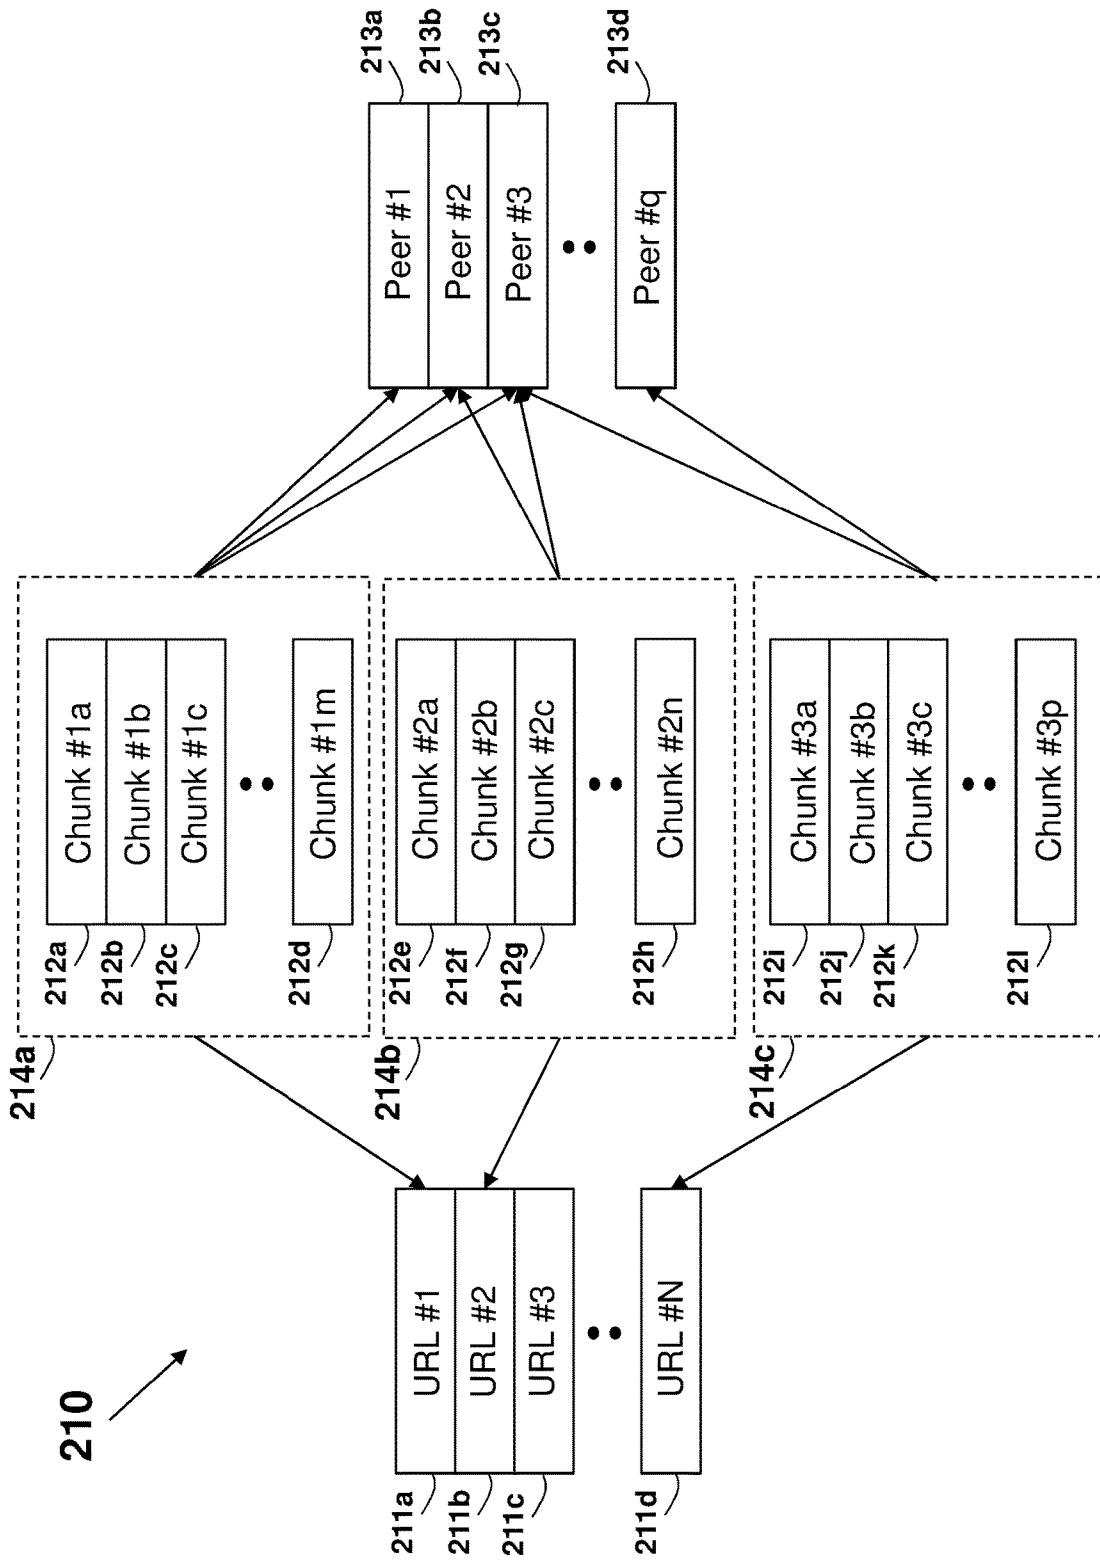 210
211a
URL #1
211b
URL #2
211c
URL #3
211d
URL #N
214a
212a
Chunk #1a
212b
Chunk #1b
212c
Chunk #1c
212d
Chunk #1m
214b
212e
Chunk #2a
212f
Chunk #2b
212g
Chunk #2c
212h
Chunk #2n
214c
212i
Chunk #3a
212j
Chunk #3b
212k
Chunk #3c
212l
Chunk #3p
Peer #1
213a
Peer #2
213b
Peer #3
213c
Peer #q
213d